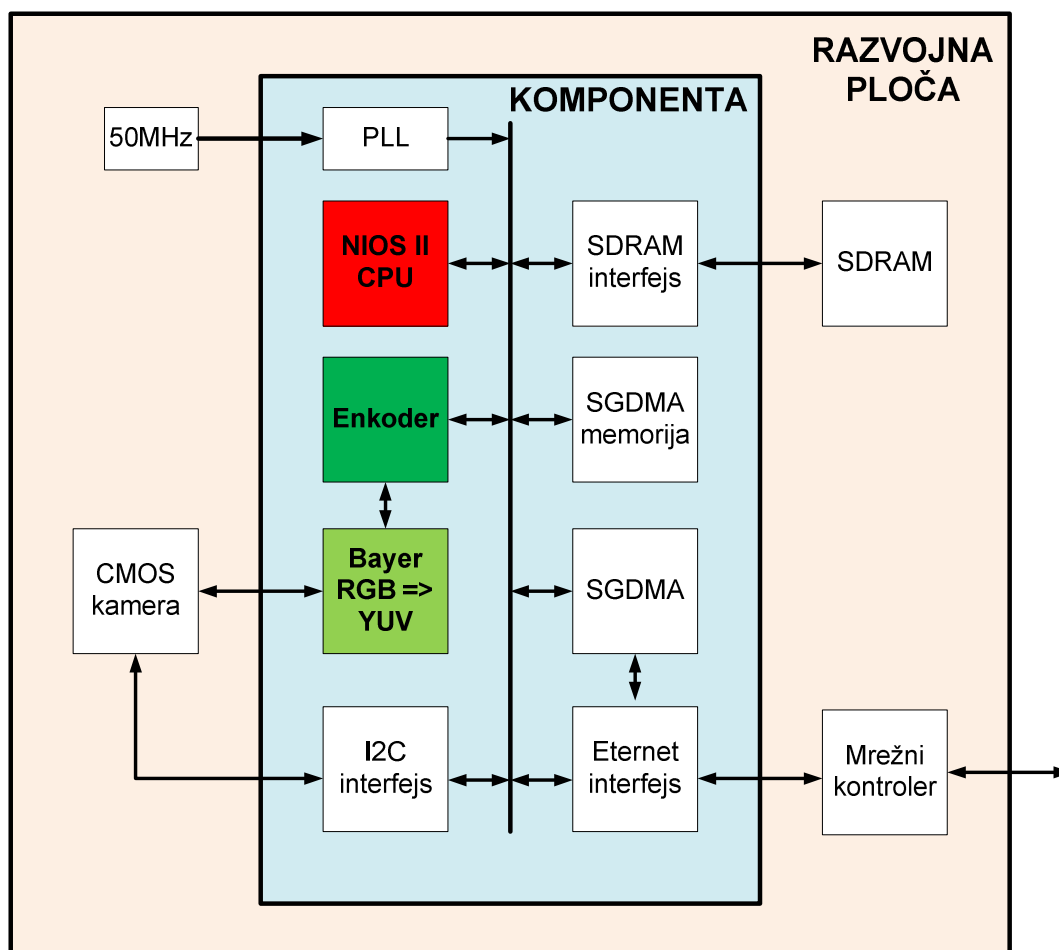 RAZVOJNA
PLOČA
KOMPONENTA
50MHz
PLL
NIOS II
CPU
SDRAM
interfejs
SDRAM
Enkoder
SGDMA
memorija
CMOS
kamera
Bayer
RGB =>
YUV
SGDMA
I2C
interfejs
Eternet
interfejs
Mrežni
kontroler